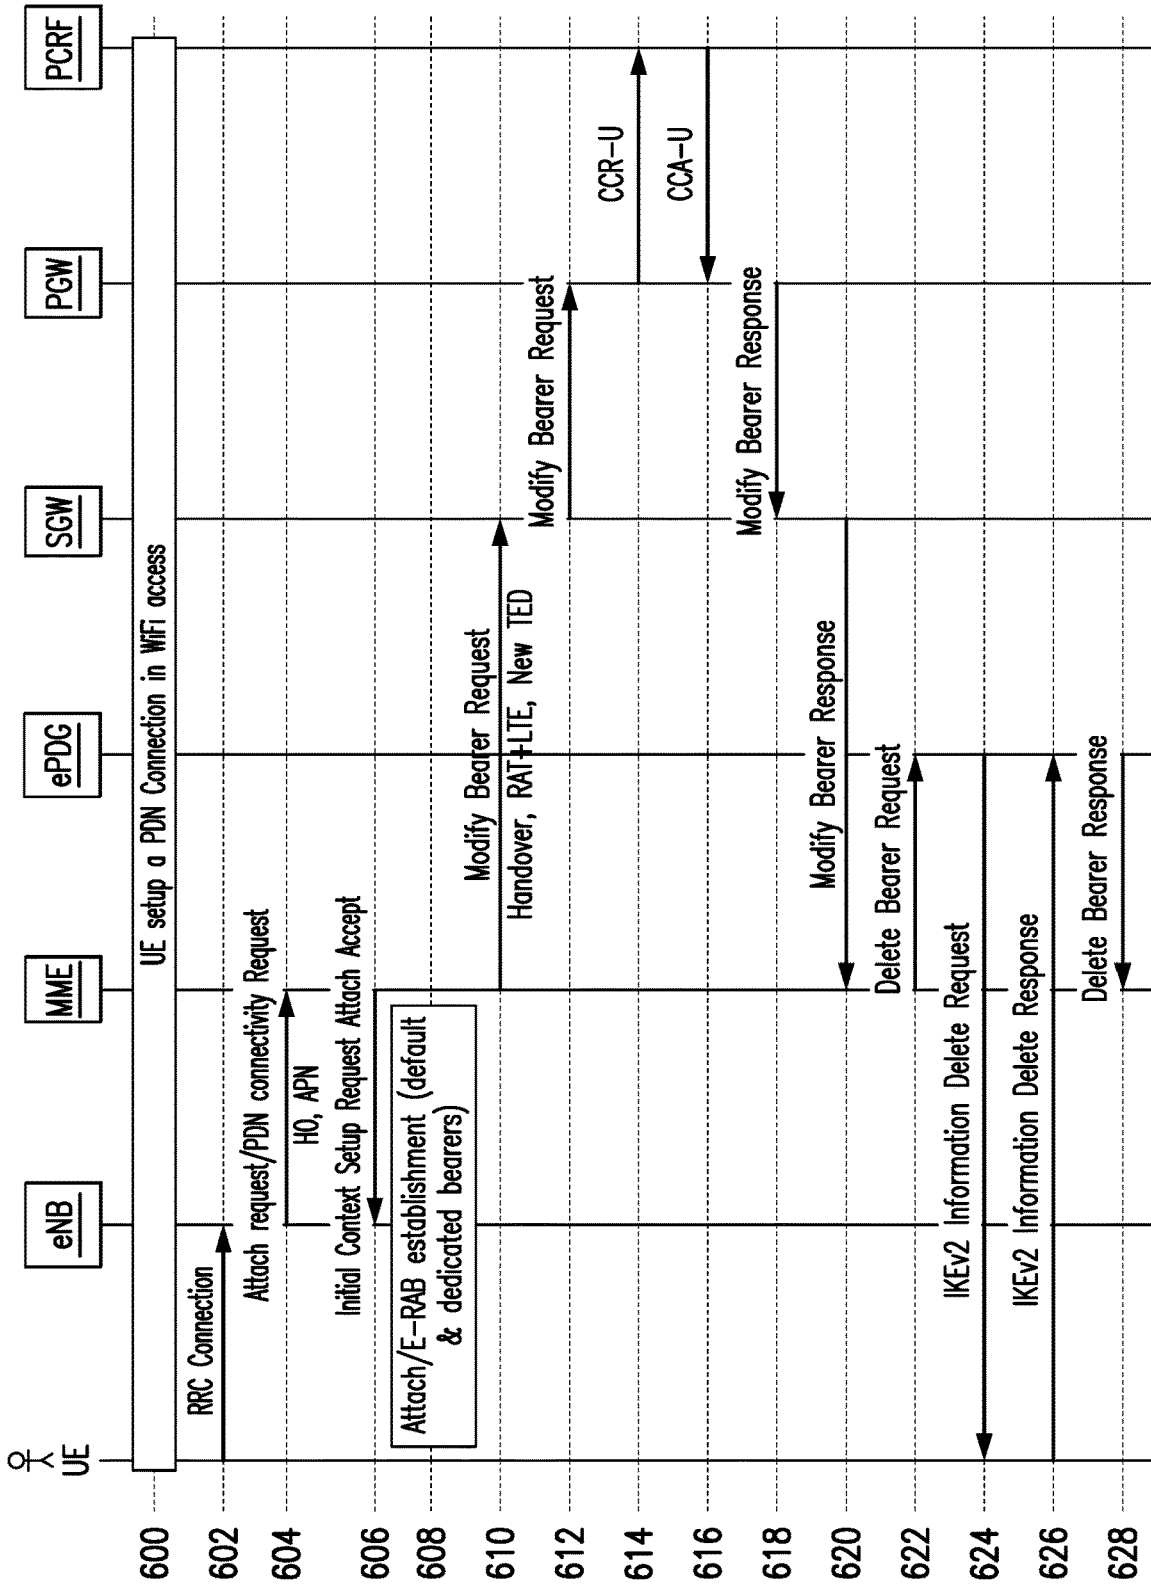 UE
eNB
MME
ePDG
SGW
PGW
PCRF
600
UE setup a PDN Connection in WiFi access
602
RRC Connection
604
Attach request/PDN connectivity Request
HO, APN
606
Initial Context Setup Request Attach Accept
608
Attach/E-RAB establishment (default
& dedicated bearers)
610
Modify Bearer Request
Handover, RAT+LTE, New TED
612
Modify Bearer Request
614
CCR-U
616
CCA-U
618
Modify Bearer Response
620
Modify Bearer Response
622
Delete Bearer Request
624
IKEv2 Information Delete Request
626
IKEv2 Information Delete Response
628
Delete Bearer Response